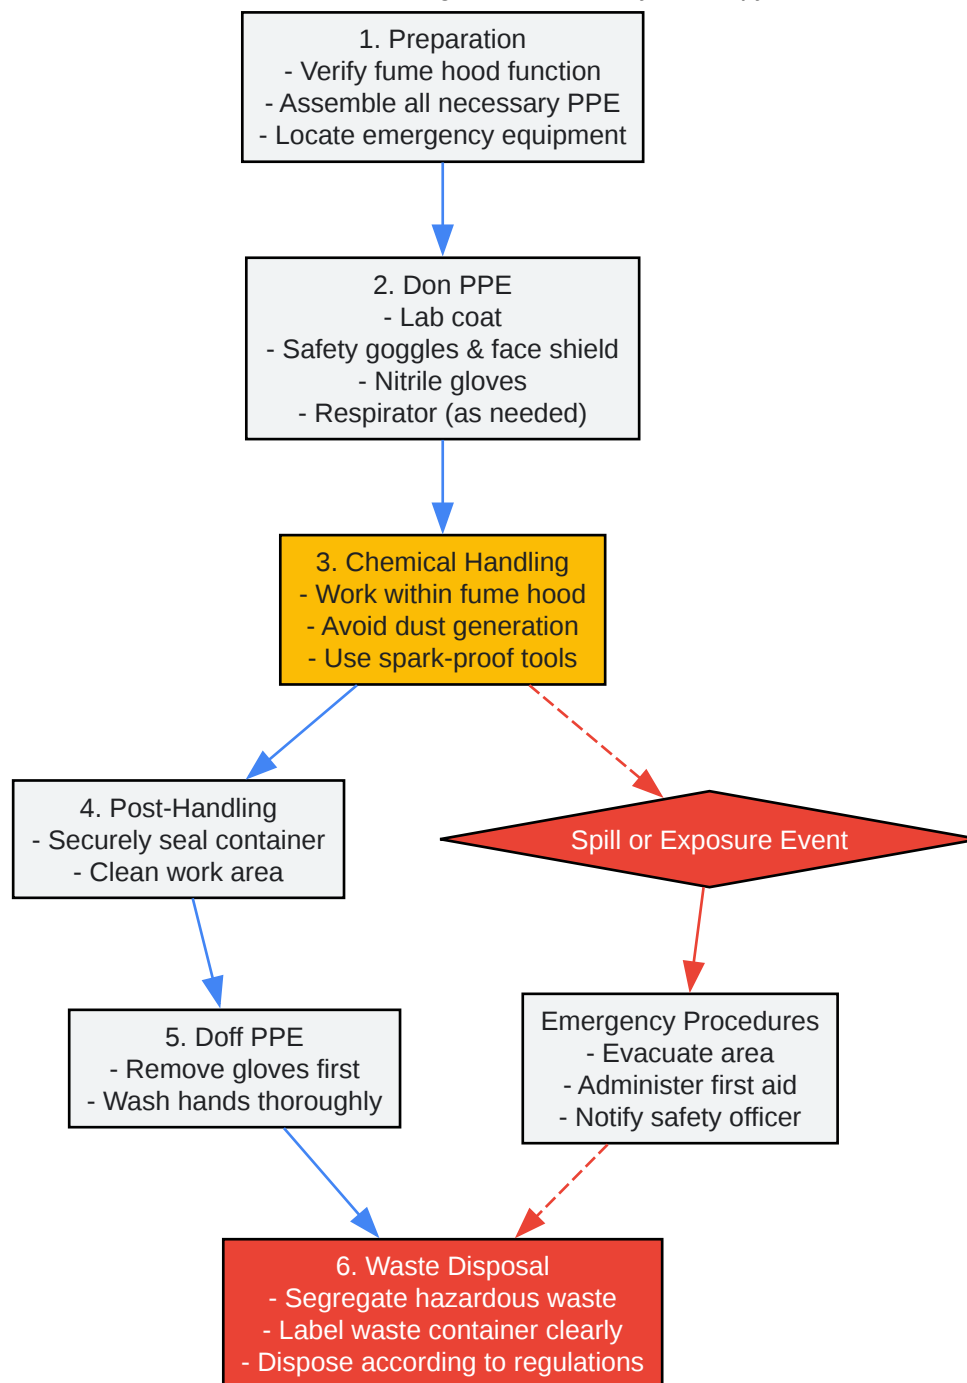 1. Preparation
- Verify fume hood function
- Assemble all necessary PPE
- Locate emergency equipment
2. Don PPE
- Lab coat
- Safety goggles & face shield
- Nitrile gloves
- Respirator (as needed)
3. Chemical Handling
- Work within fume hood
- Avoid dust generation
- Use spark-proof tools
4. Post-Handling
- Securely seal container
- Clean work area
Spill or Exposure Event
5. Doff PPE
- Remove gloves first
- Wash hands thoroughly
Emergency Procedures
- Evacuate area
- Administer first aid
- Notify safety officer
6. Waste Disposal
- Segregate hazardous waste
- Label waste container clearly
- Dispose according to regulations